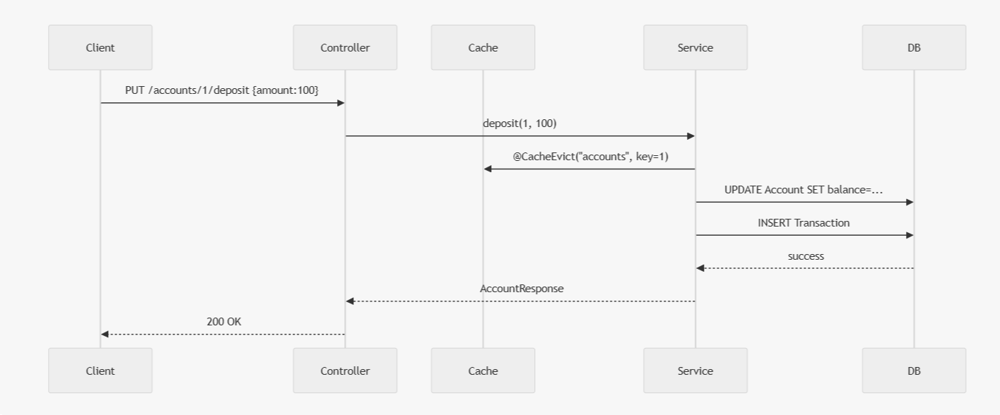 Client
Controller
Cache
Service
DB
PUT /accounts/1/deposit {amount:100}
deposit(1, 100)
@CacheEvict("accounts", key=1)
UPDATE Account SET balance=...
INSERT Transaction
success
AccountResponse
200 OK
Client
Controller
Cache
Service
DB